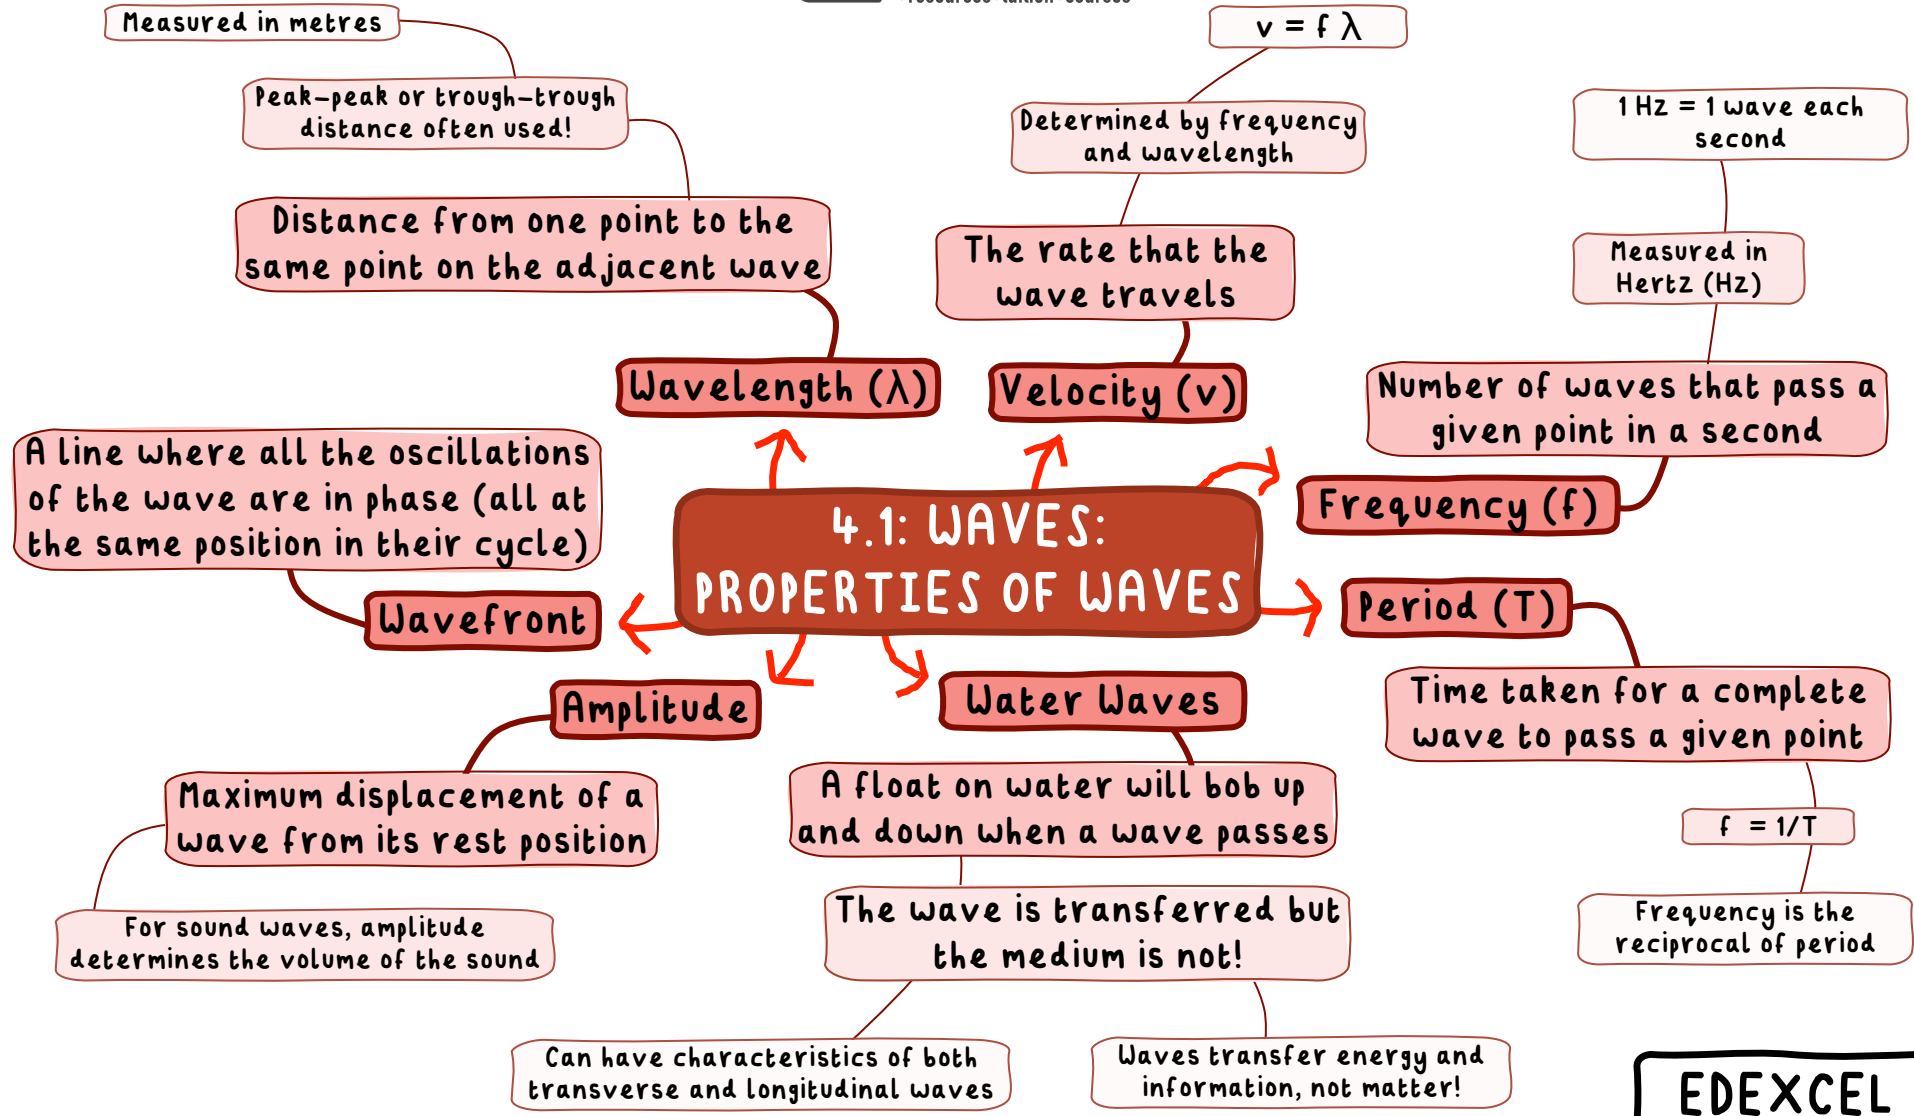 Measured in metres
Peak-peak or trough-trough
distance often used!
Distance from one point to the
same point on the adjacent wave
Wavelength (λ)
v = f λ
Determined by frequency
and wavelength
The rate that the
wave travels
Velocity (v)
1 Hz = 1 wave each
second
Measured in
Hertz (Hz)
Number of waves that pass a
given point in a second
Frequency (f)
A line where all the oscillations
of the wave are in phase (all at
the same position in their cycle)
Wavefront
4.1: WAVES:
PROPERTIES OF WAVES
Period (T)
Time taken for a complete
wave to pass a given point
f = 1/T
Frequency is the
reciprocal of period
Amplitude
Maximum displacement of a
wave from its rest position
For sound waves, amplitude
determines the volume of the sound
Water Waves
A float on water will bob up
and down when a wave passes
The wave is transferred but
the medium is not!
Can have characteristics of both
transverse and longitudinal waves
Waves transfer energy and
information, not matter!
EDEXCEL